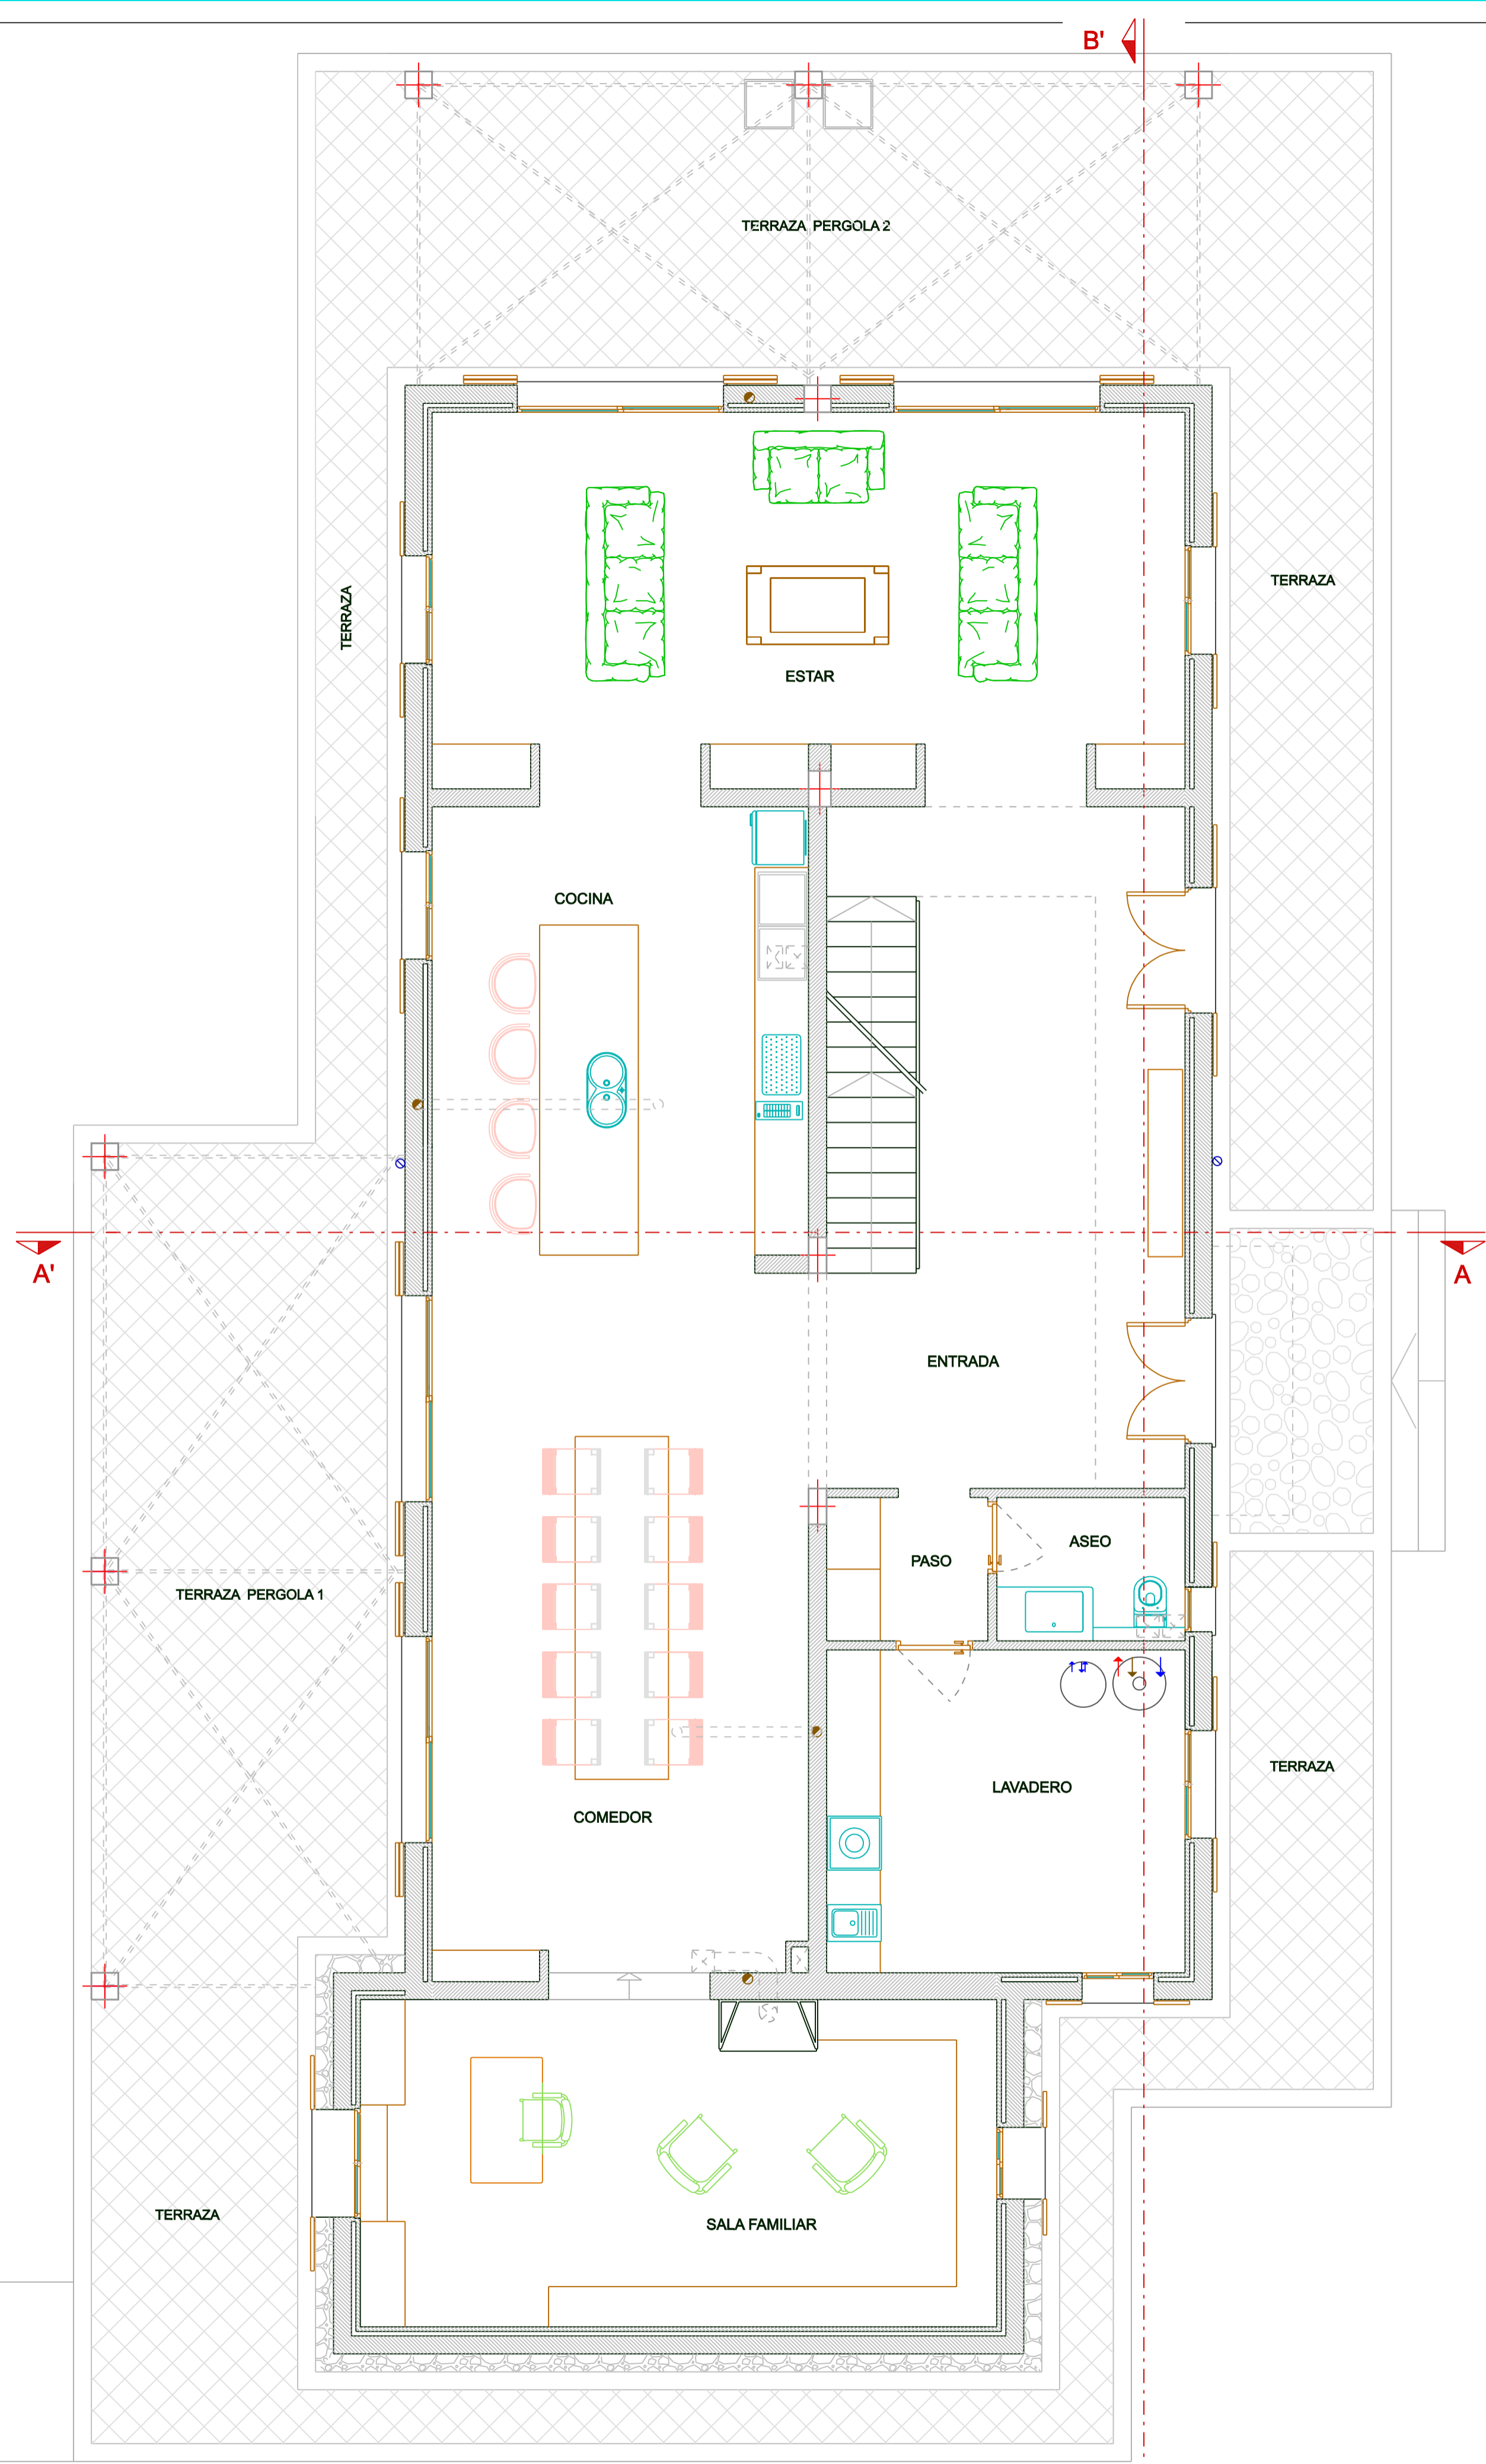 B'
TERRAZA PERGOLA 2
TERRAZA
TERRAZA
ESTAR
COCINA
A'
A
ENTRADA
ASEO
PASO
TERRAZA PERGOLA 1
TERRAZA
LAVADERO
COMEDOR
TERRAZA
SALA FAMILIAR